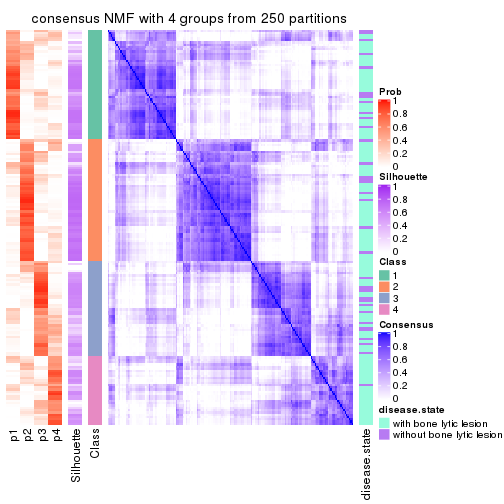 consensus NMF with 4 groups from 250 partitions
Prob
1
0.8
0.6
0.4
0.2
0
Silhouette
1
0.8
0.6
0.4
0.2
0
Class
1
2
3
4
Consensus
1
0.8
0.6
0.4
0.2
0
disease.state
with bone lytic lesion
without bone lytic lesion
p1
p2
p3
p4
Silhouette
Class
disease.state